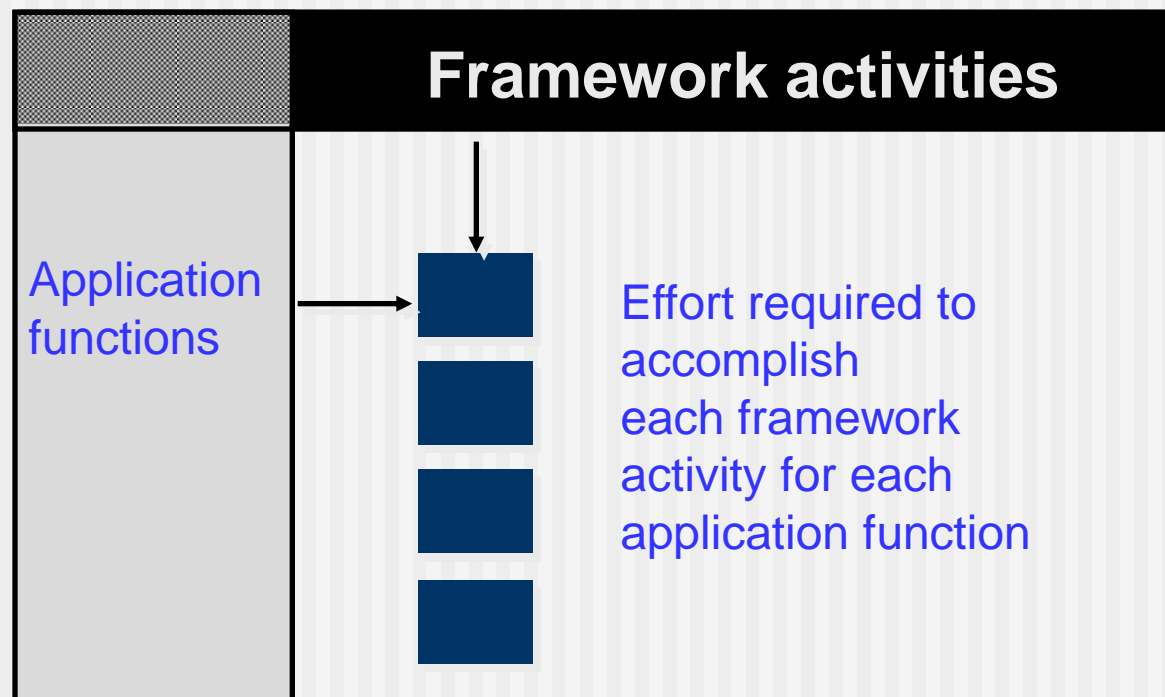 Framework activities
Application
functions
Effort required to
accomplish
each framework
activity for each
application function